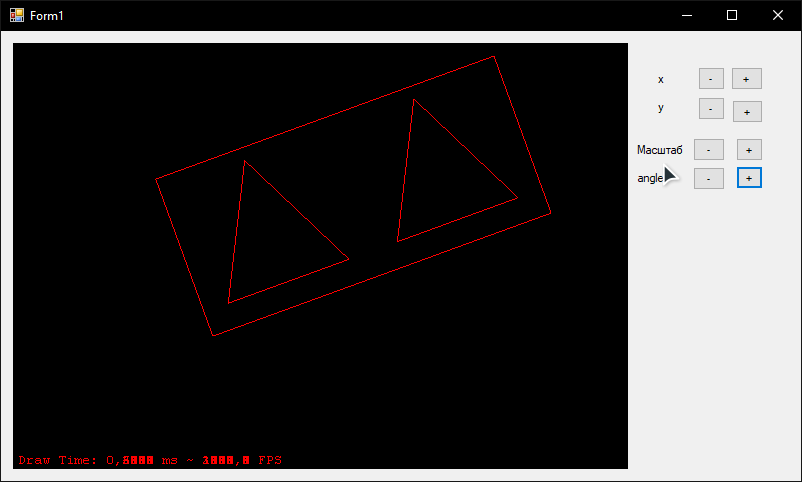 Form1
x - +
y - +
Масштаб - +
angle - +
Draw Time: 0, ms ~ FPS